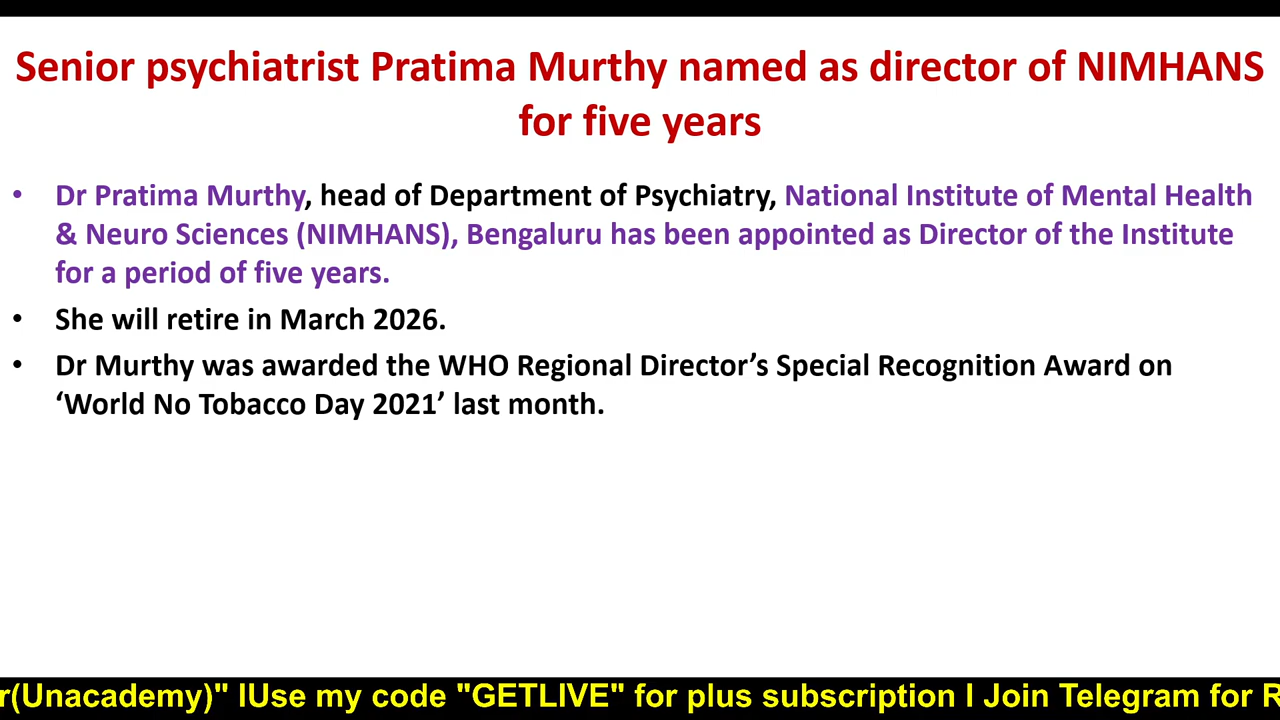 Senior psychiatrist Pratima Murthy named as director of NIMHANS
for five years
• Dr Pratima Murthy, head of Department of Psychiatry, National Institute of Mental Health
& Neuro Sciences (NIMHANS), Bengaluru has been appointed as Director of the Institute
for a period of five years.
• She will retire in March 2026.
• Dr Murthy was awarded the WHO Regional Director’s Special Recognition Award on
‘World No Tobacco Day 2021’ last month.
r(Unacademy)" lUse my code "GETLIVE" for plus subscription I Join Telegram for R